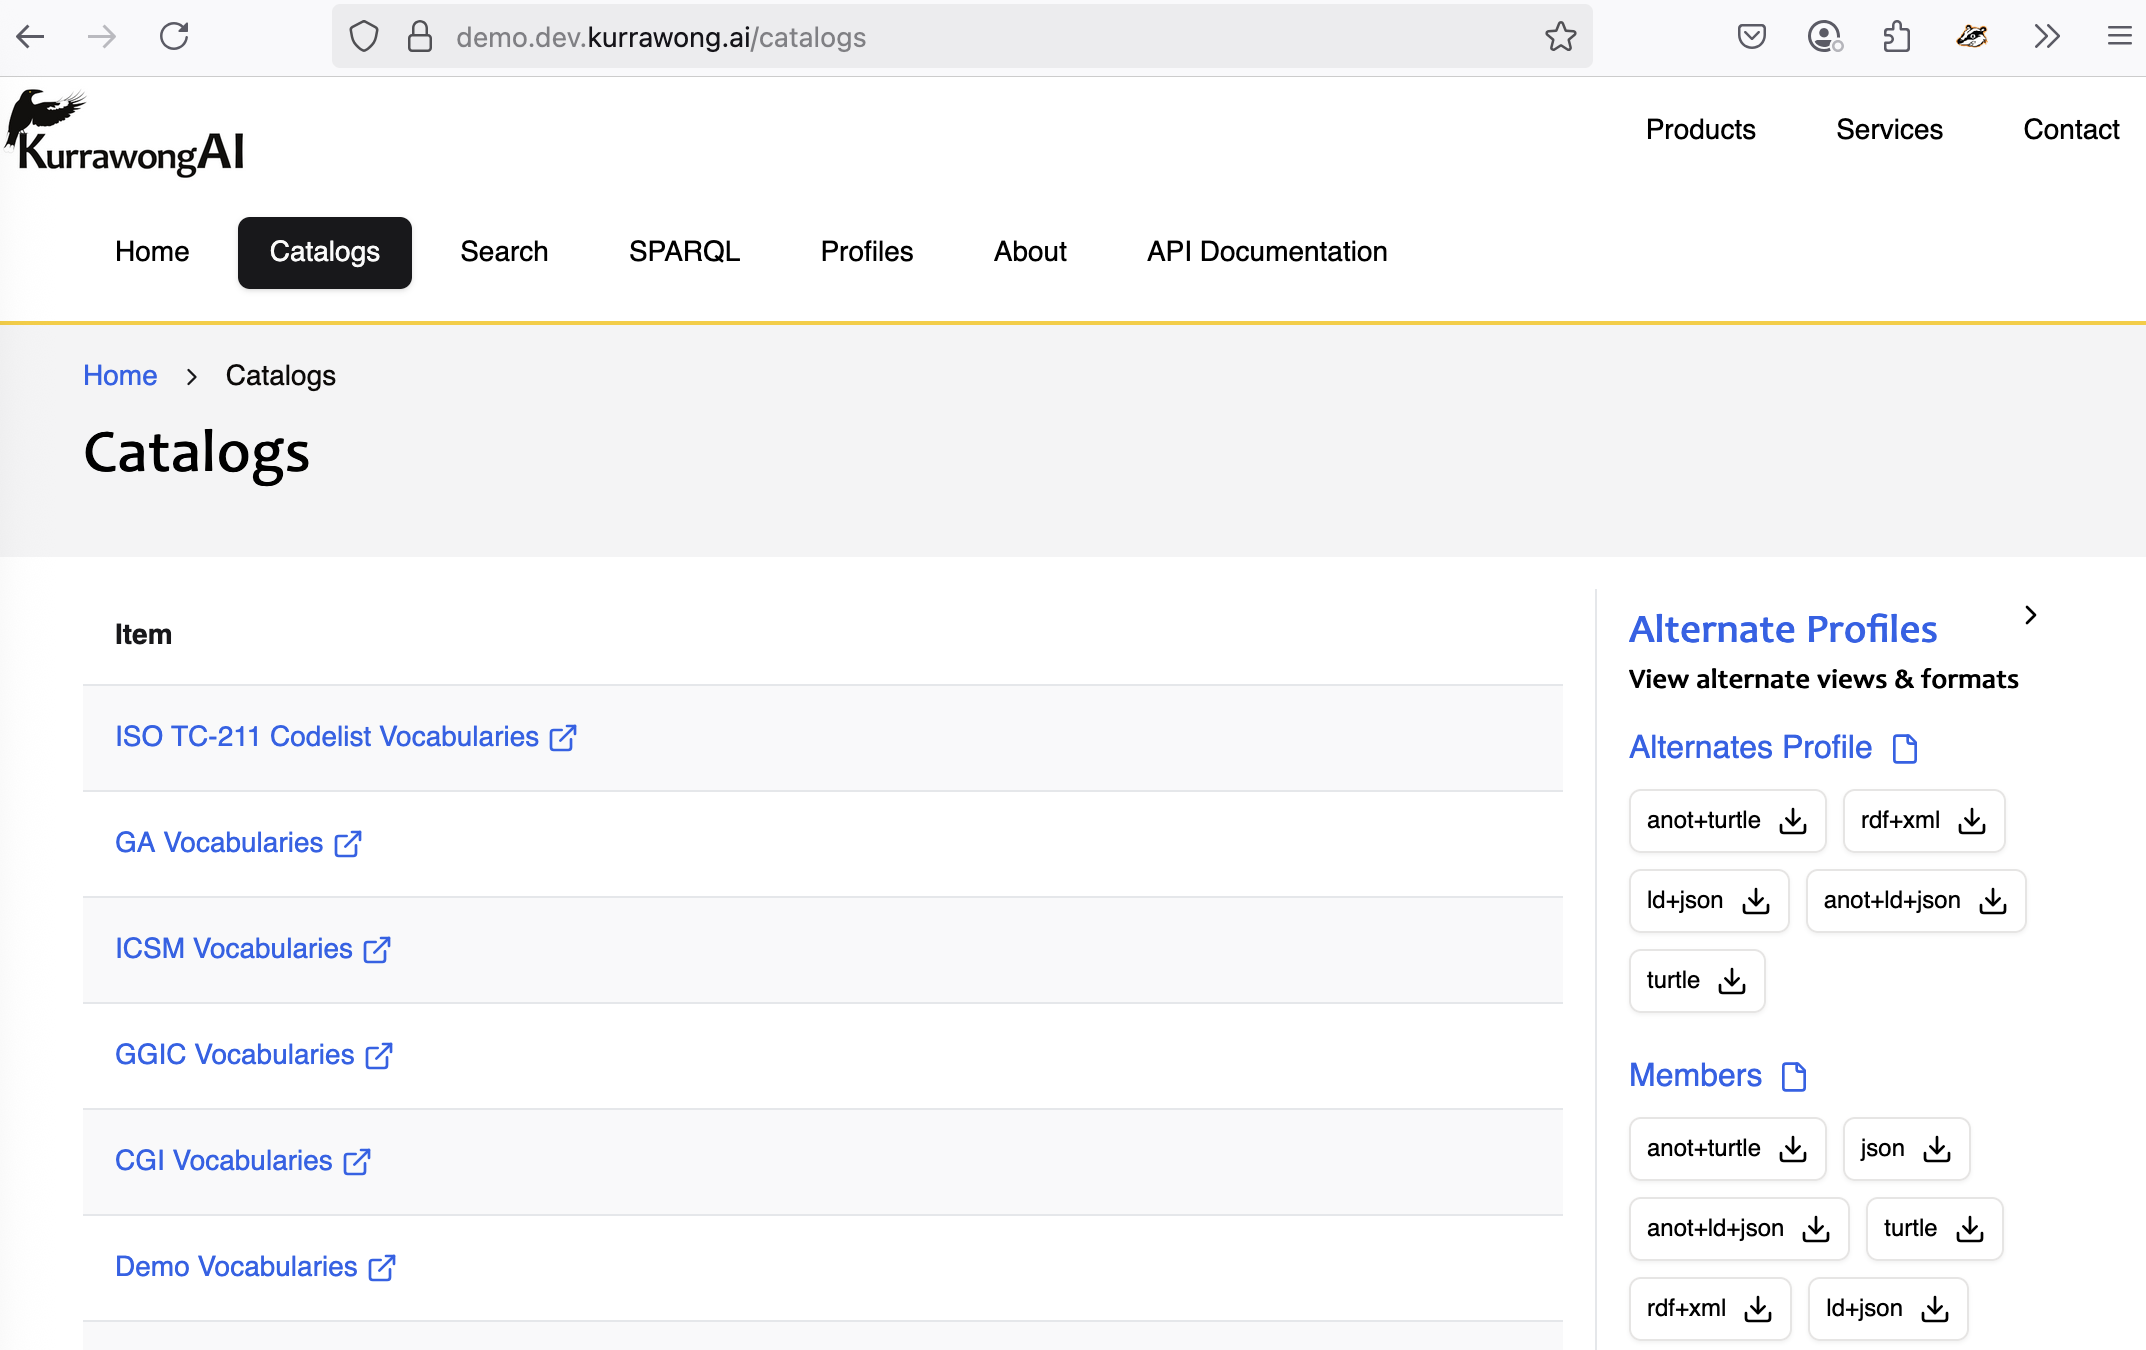 demo.dev.kurrawong.ai/catalogs
KurrawongAI
Products Services Contact
Home Catalogs Search SPARQL Profiles About API Documentation
Home > Catalogs
Catalogs
Item
ISO TC-211 Codelist Vocabularies
GA Vocabularies
ICSM Vocabularies
GGIC Vocabularies
CGI Vocabularies
Demo Vocabularies
Alternate Profiles
View alternate views & formats
Alternates Profile
anot+turtle rdf+xml
ld+json anot+ld+json
turtle
Members
anot+turtle json
anot+ld+json turtle
rdf+xml ld+json